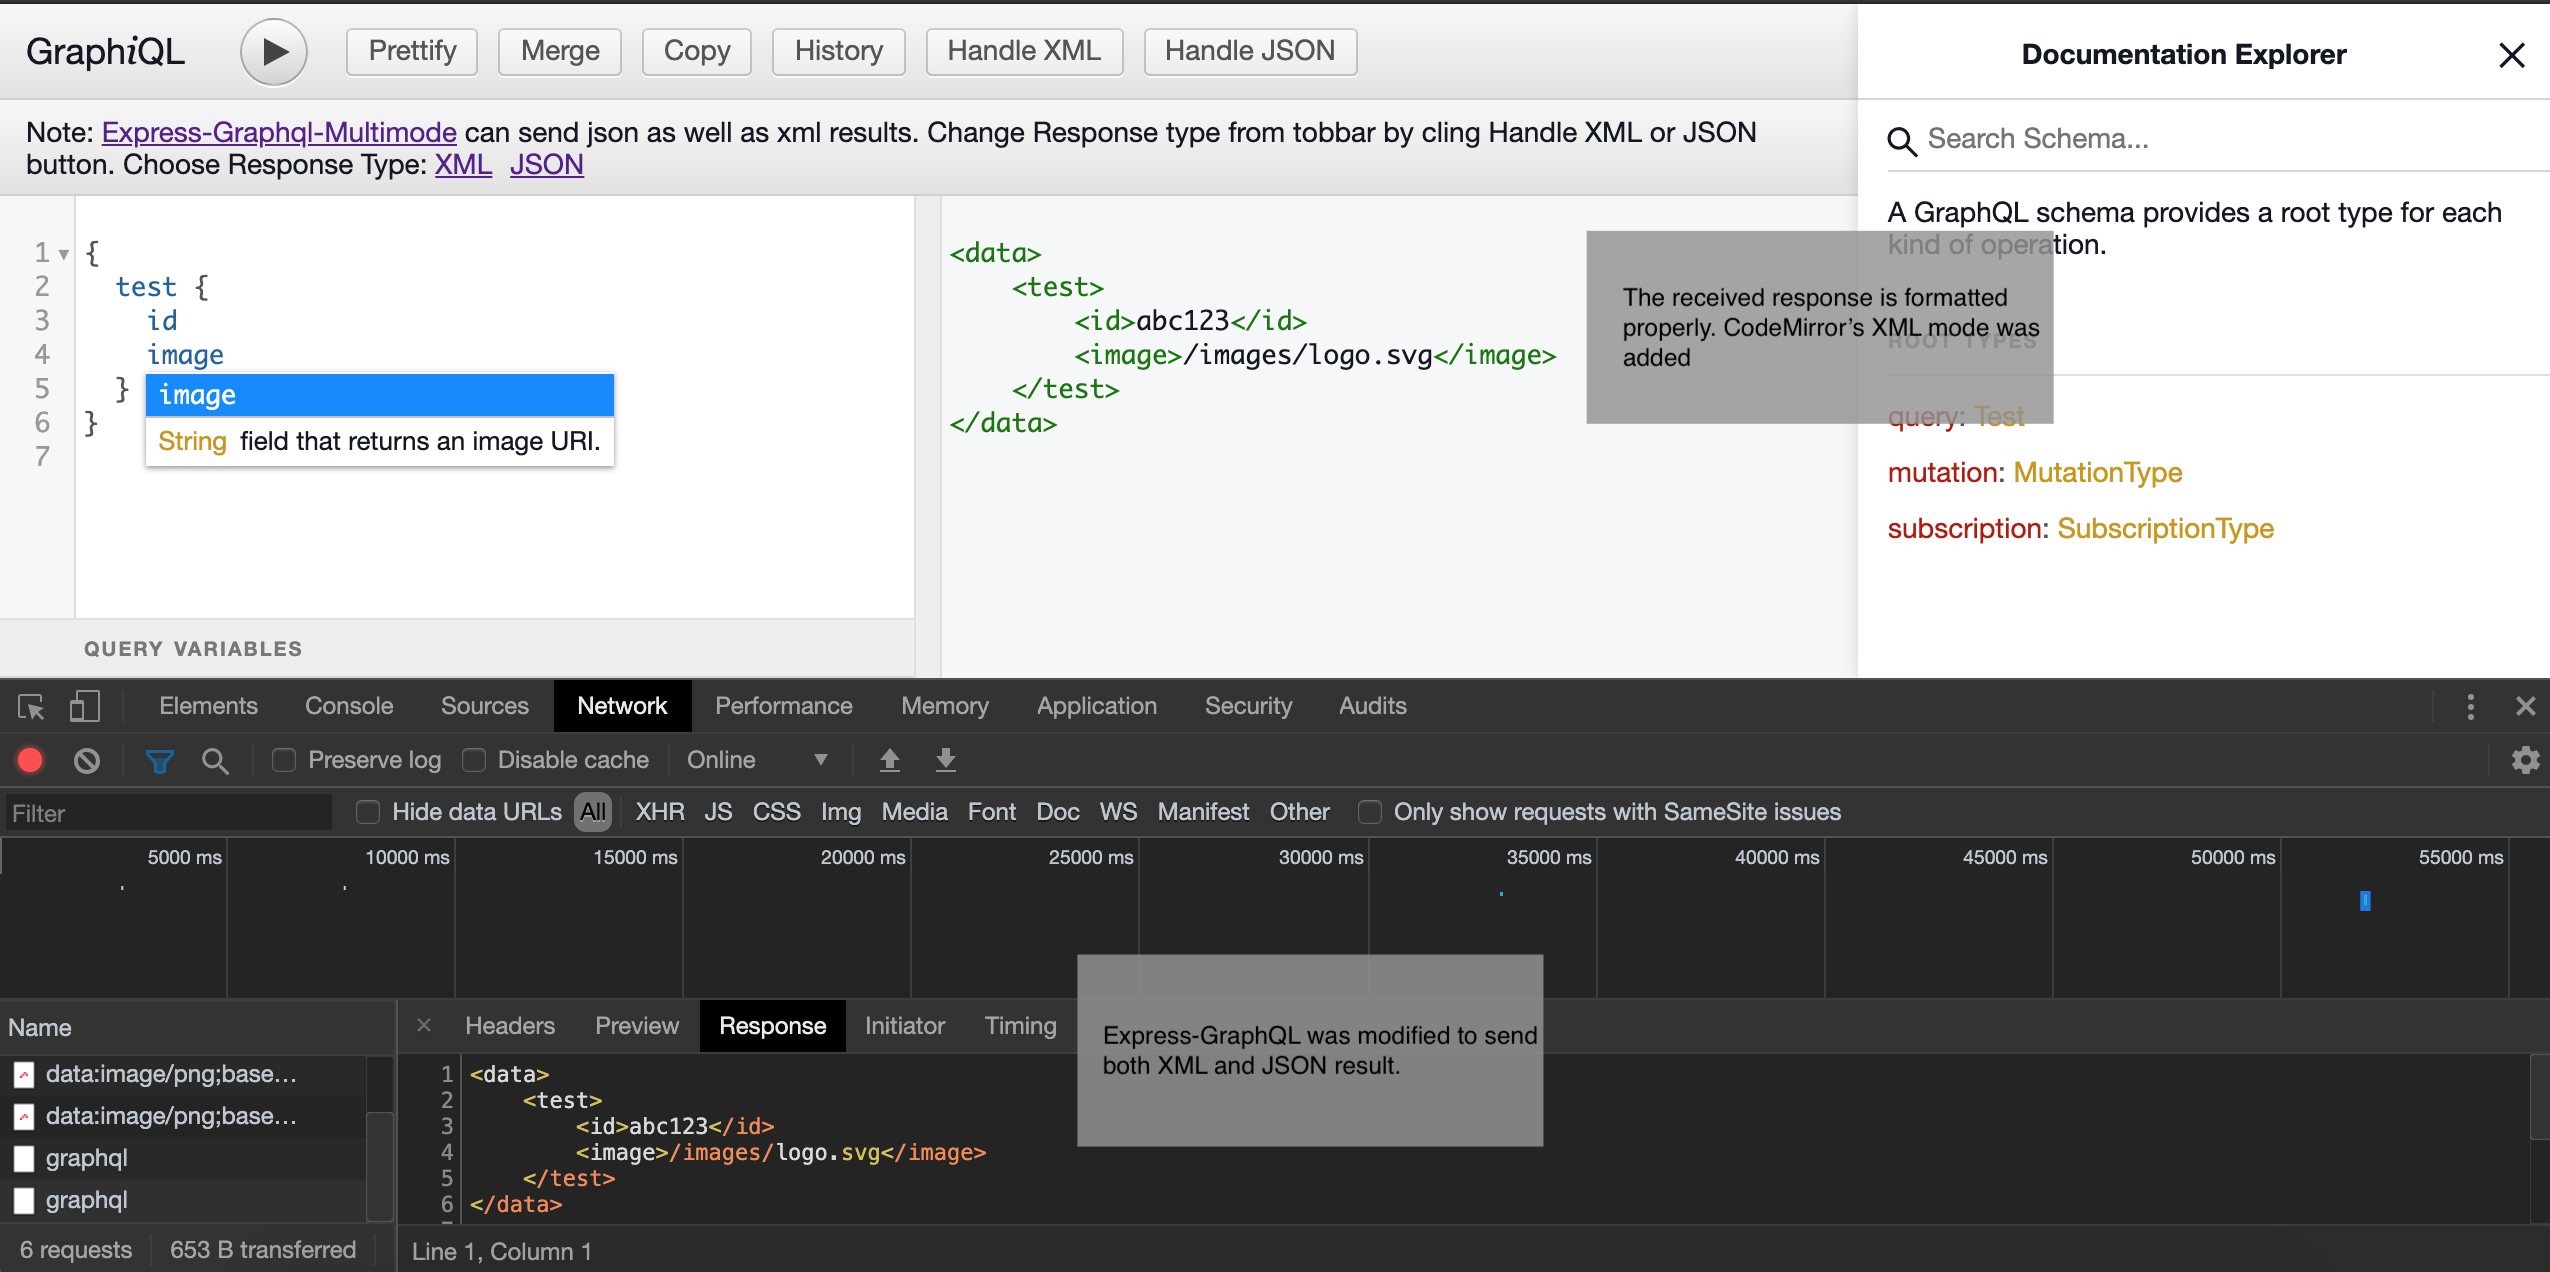 GraphiQL Prettify Merge Copy History Handle XML Handle JSON
Note: Express-Graphql-Multimode can send json as well as xml results. Change Response type from tobbar by cling Handle XML or JSON
button. Choose Response Type: XML JSON
1 {
2 test {
3 id
4 image
5 }
6 }
7
image
String field that returns an image URI.
QUERY VARIABLES
<data>
<test>
<id>abc123</id>
<image>/images/logo.svg</image>
</test>
</data>
Documentation Explorer
Search Schema...
A GraphQL schema provides a root type for each
kind of operation.
ROOT TYPES
query: Test
mutation: MutationType
subscription: SubscriptionType
The received response is formatted
properly. CodeMirror’s XML mode was
added
Elements Console Sources Network Performance Memory Application Security Audits
Preserve log Disable cache Online
Filter Hide data URLs All XHR JS CSS Img Media Font Doc WS Manifest Other Only show requests with SameSite issues
5000 ms 10000 ms 15000 ms 20000 ms 25000 ms 30000 ms 35000 ms 40000 ms 45000 ms 50000 ms 55000 ms
Name
data:image/png;base...
data:image/png;base...
graphql
graphql
6 requests 653 B transferred
Headers Preview Response Initiator Timing
1 <data>
2 <test>
3 <id>abc123</id>
4 <image>/images/logo.svg</image>
5 </test>
6 </data>
Line 1, Column 1
Express-GraphQL was modified to send
both XML and JSON result.